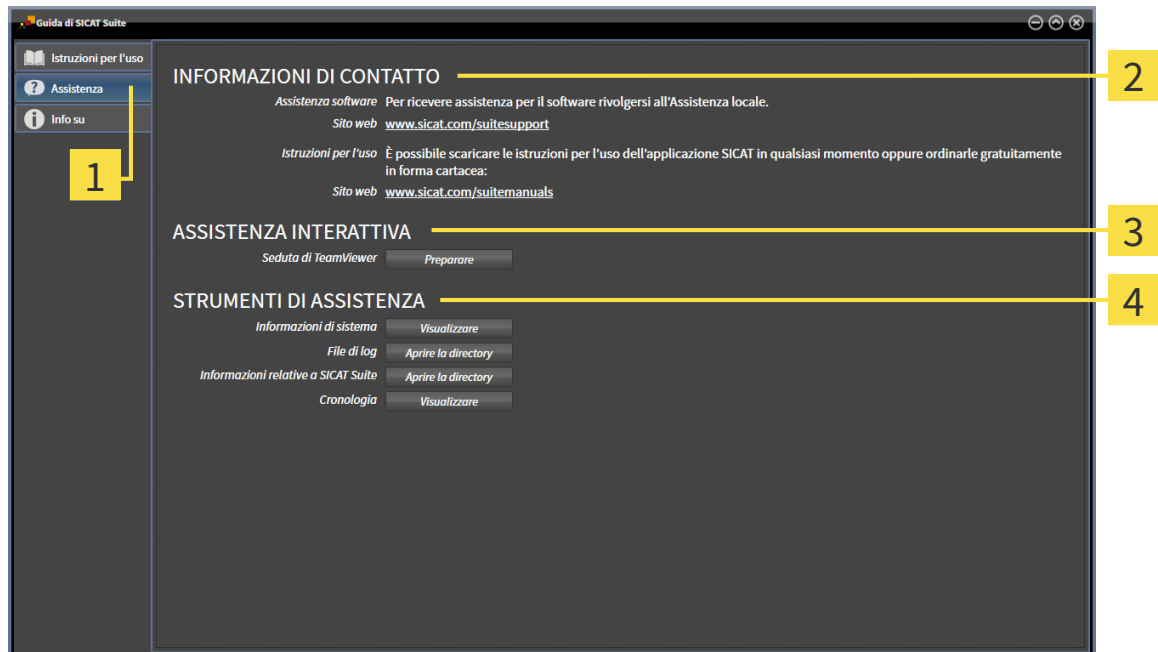 Guida di SICAT Suite
Istruzioni per l'uso
Assistenza
Info su
1
INFORMAZIONI DI CONTATTO
2
Assistenza software Per ricevere assistenza per il software rivolgersi all'Assistenza locale.
Sito web www.sicat.com/suitesupport
Istruzioni per l'uso È possibile scaricare le istruzioni per l'uso dell'applicazione SICAT in qualsiasi momento oppure ordinarle gratuitamente
in forma cartacea:
Sito web www.sicat.com/suitemanuals
ASSISTENZA INTERATTIVA
3
Seduta di TeamViewer Preparare
STRUMENTI DI ASSISTENZA
4
Informazioni di sistema Visualizzare
File di log Aprire la directory
Informazioni relative a SICAT Suite Aprire la directory
Cronologia Visualizzare